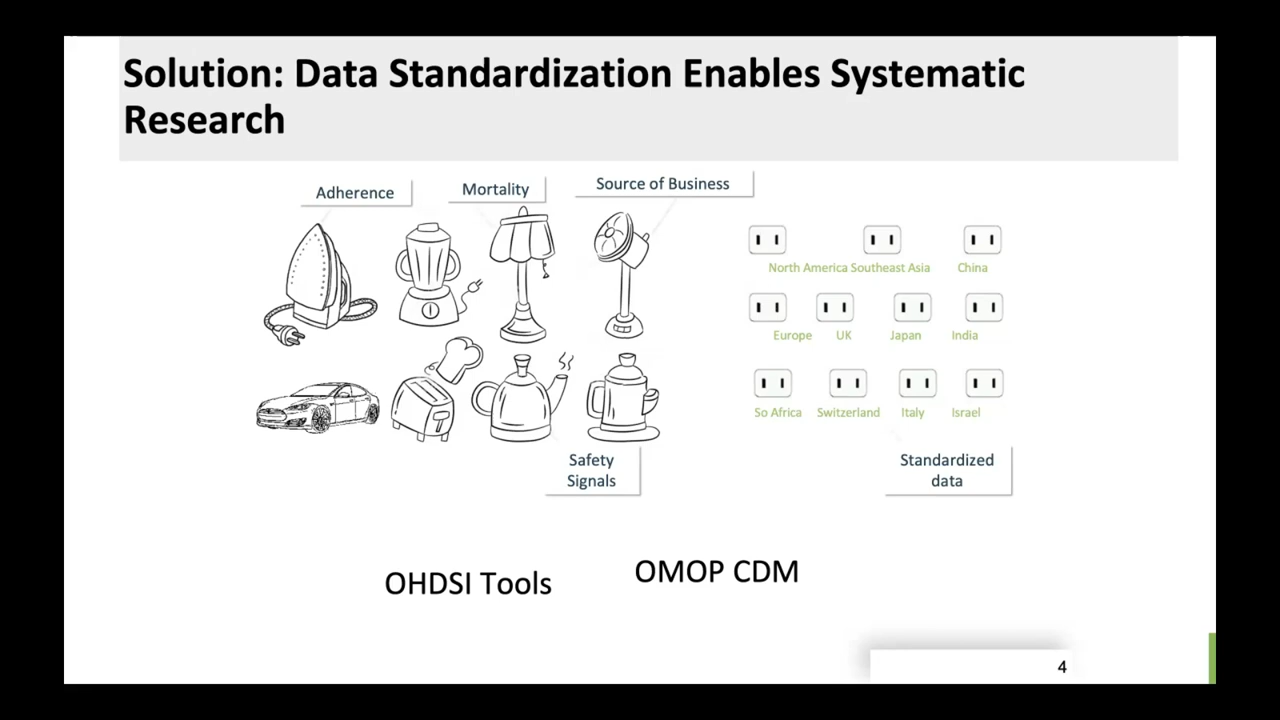 Solution: Data Standardization Enables Systematic
Research
Adherence
Mortality
Source of Business
North America Southeast Asia China
Europe UK Japan India
So Africa Switzerland Italy Israel
Safety
Signals
Standardized
data
OHDSI Tools
OMOP CDM
4